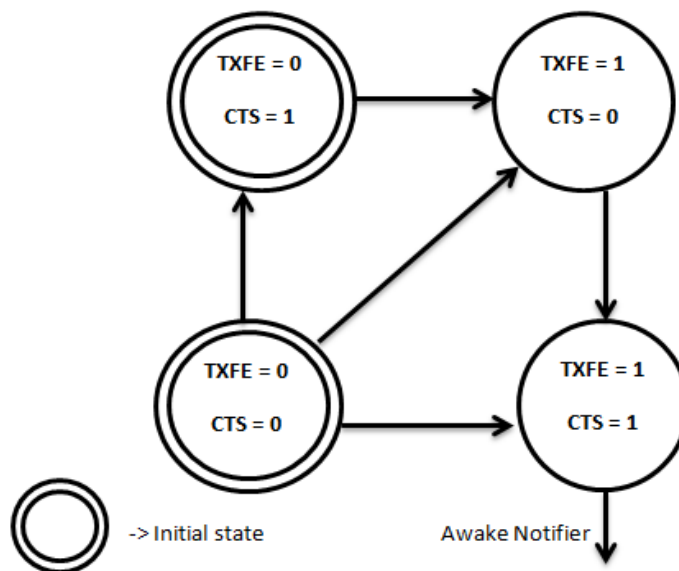 TXFE = 0
CTS = 1
TXFE = 1
CTS = 0
TXFE = 0
CTS = 0
TXFE = 1
CTS = 1
-> Initial state
Awake Notifier